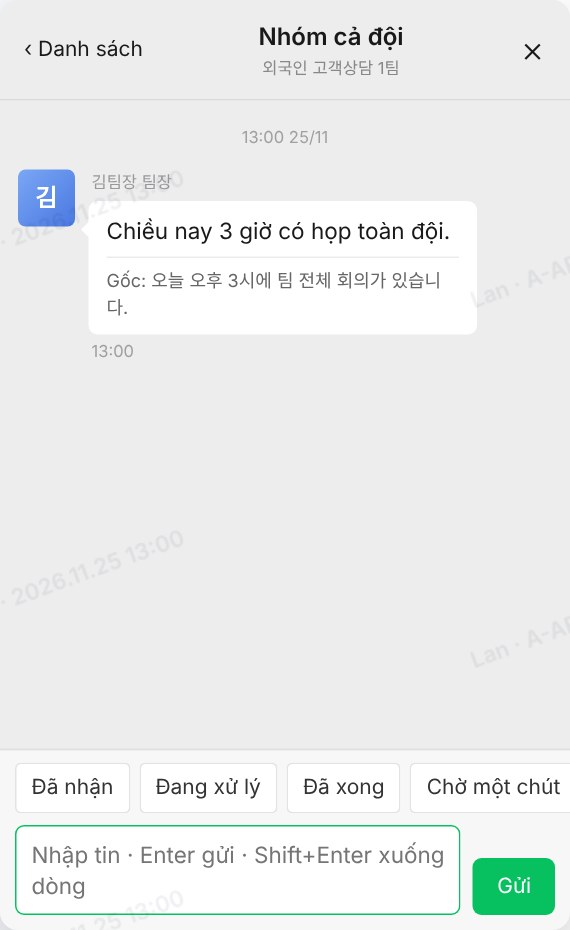 ‹ Danh sách
Nhóm cả đội
외국인 고객상담 1팀
13:00 25/11
김
김팀장 팀장
Chiều nay 3 giờ có họp toàn đội.
Gốc: 오늘 오후 3시에 팀 전체 회의가 있습니
다.
13:00
· 2026.11.25 13:00
Lan · A-AF
· 2026.11.25 13:00
Lan · A-AF
Đã nhận
Đang xử lý
Đã xong
Chờ một chút
Nhập tin · Enter gửi · Shift+Enter xuống
dòng
Gửi